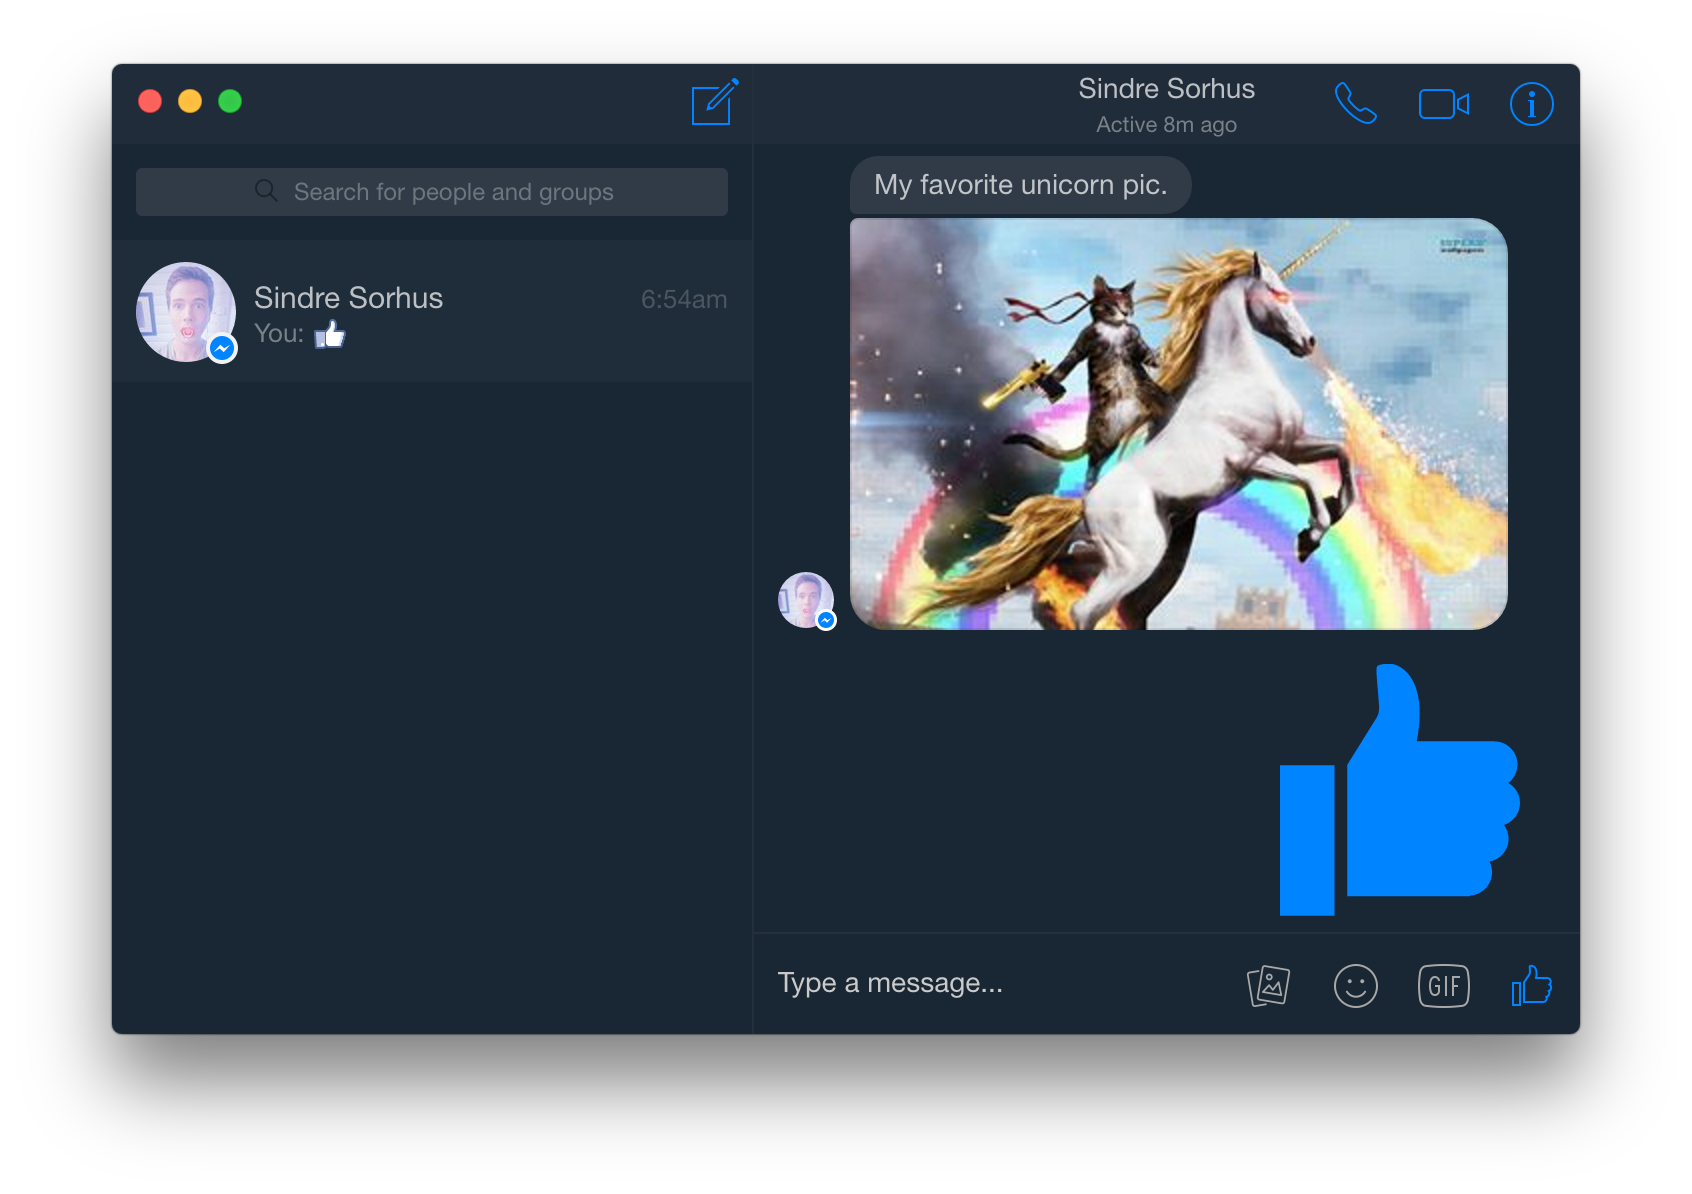 Search for people and groups
Sindre Sorhus
6:54am
You:
Sindre Sorhus
Active 8m ago
My favorite unicorn pic.
Type a message...
GIF